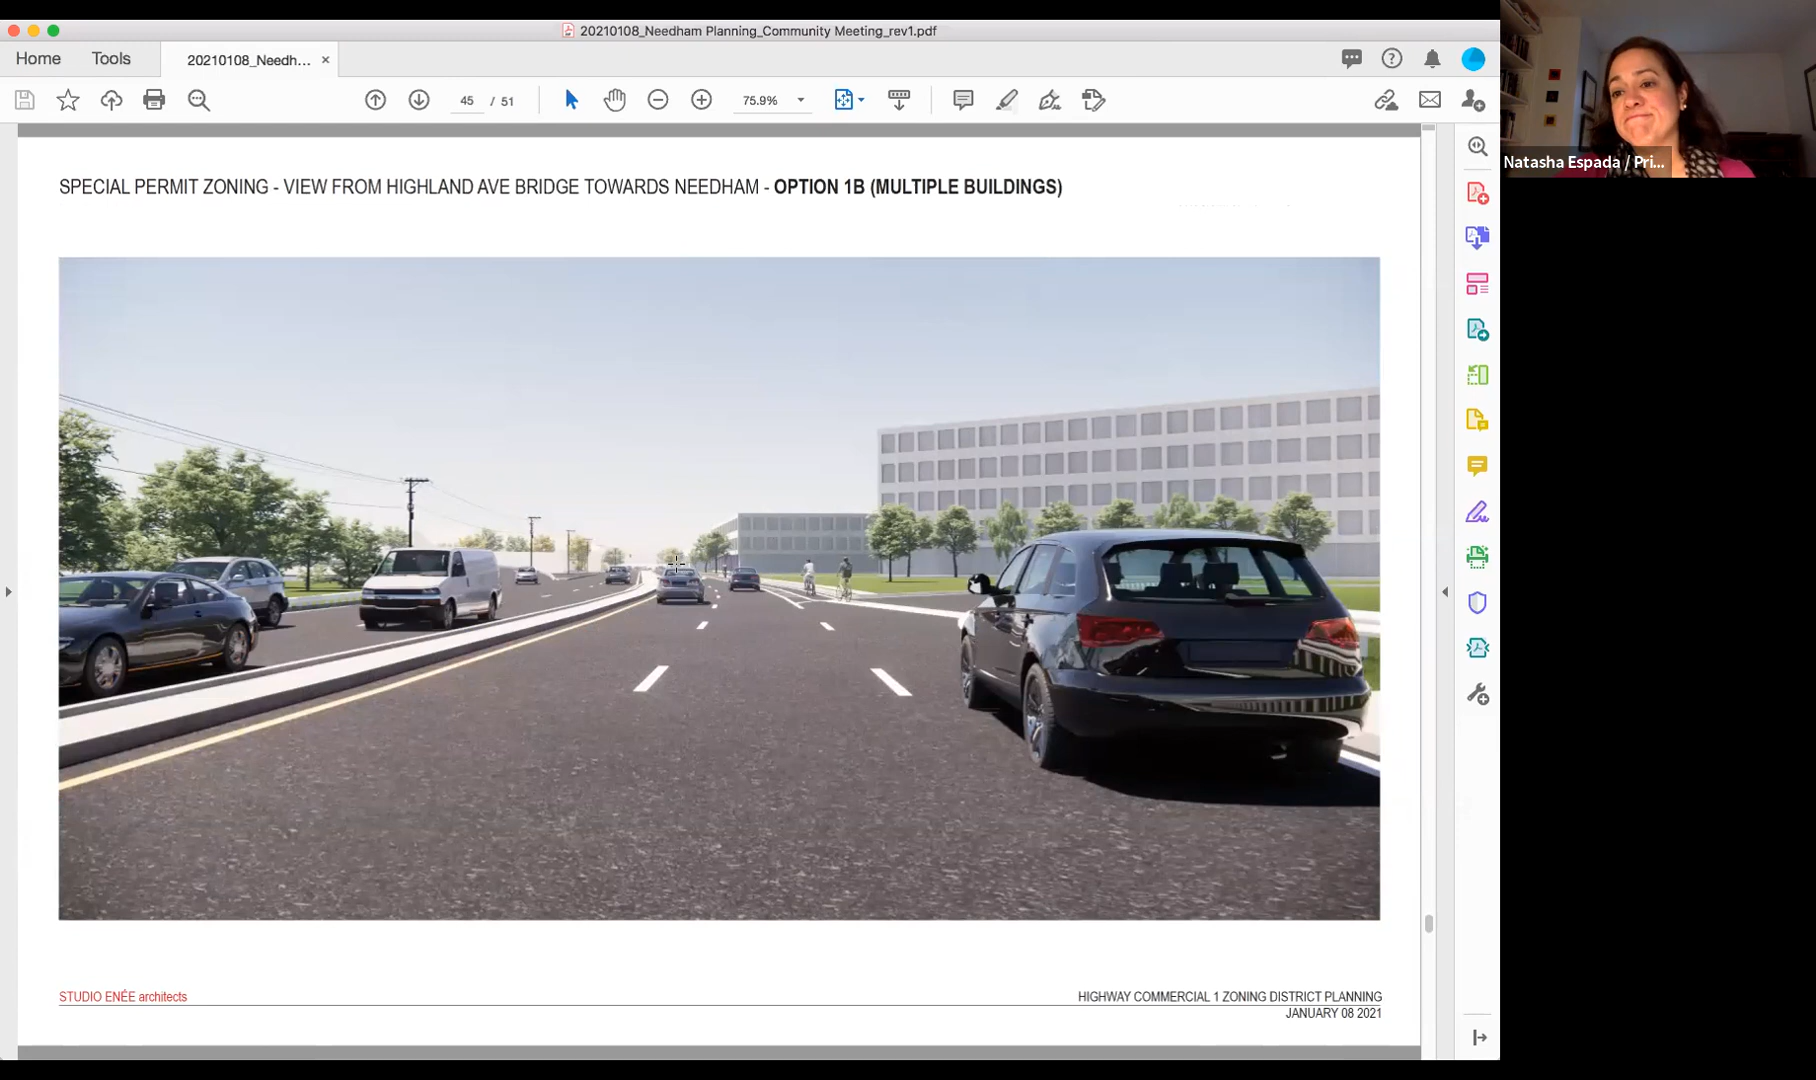 20210108_Needham Planning_Community Meeting_rev1.pdf
Home
Tools
20210108_Needh...
45 / 51
75.9%
Natasha Espada / Pri...
SPECIAL PERMIT ZONING - VIEW FROM HIGHLAND AVE BRIDGE TOWARDS NEEDHAM - OPTION 1B (MULTIPLE BUILDINGS)
STUDIO ENÉE architects
HIGHWAY COMMERCIAL 1 ZONING DISTRICT PLANNING
JANUARY 08 2021